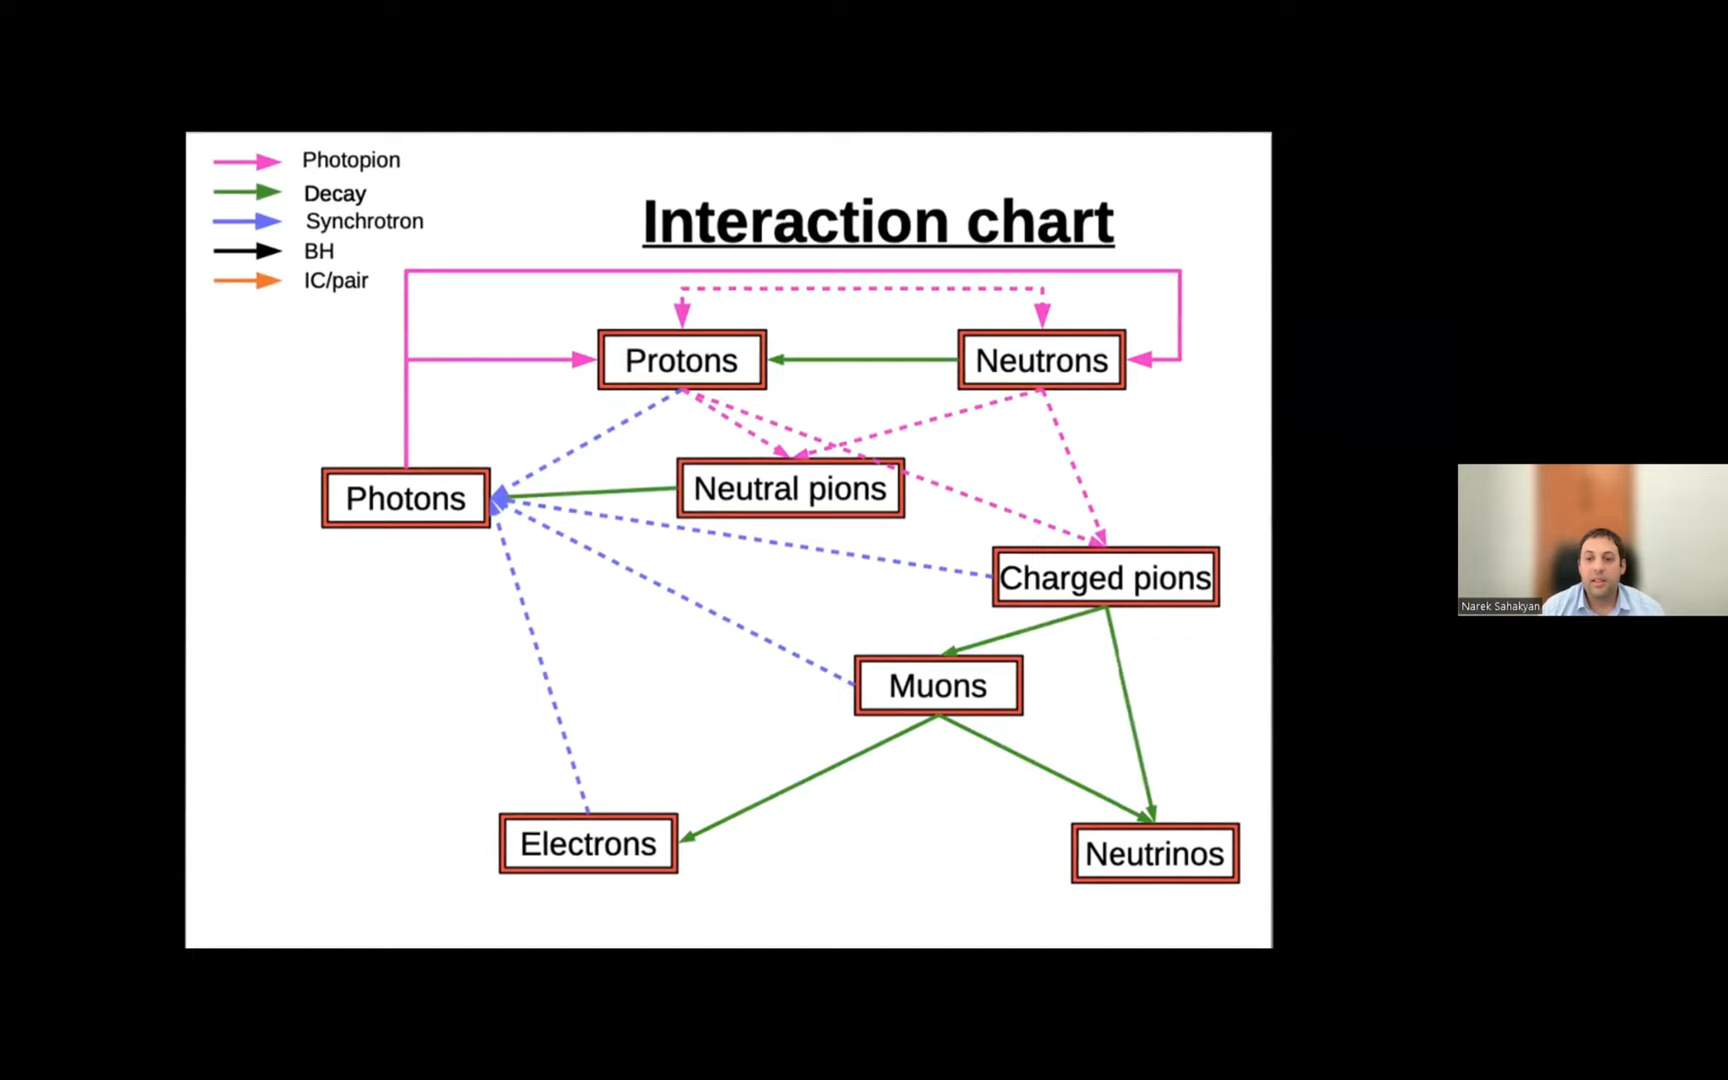 Photopion
Decay
Synchrotron
BH
IC/pair
Interaction chart
Protons
Neutrons
Photons
Neutral pions
Charged pions
Muons
Electrons
Neutrinos
Narek Sahakyan